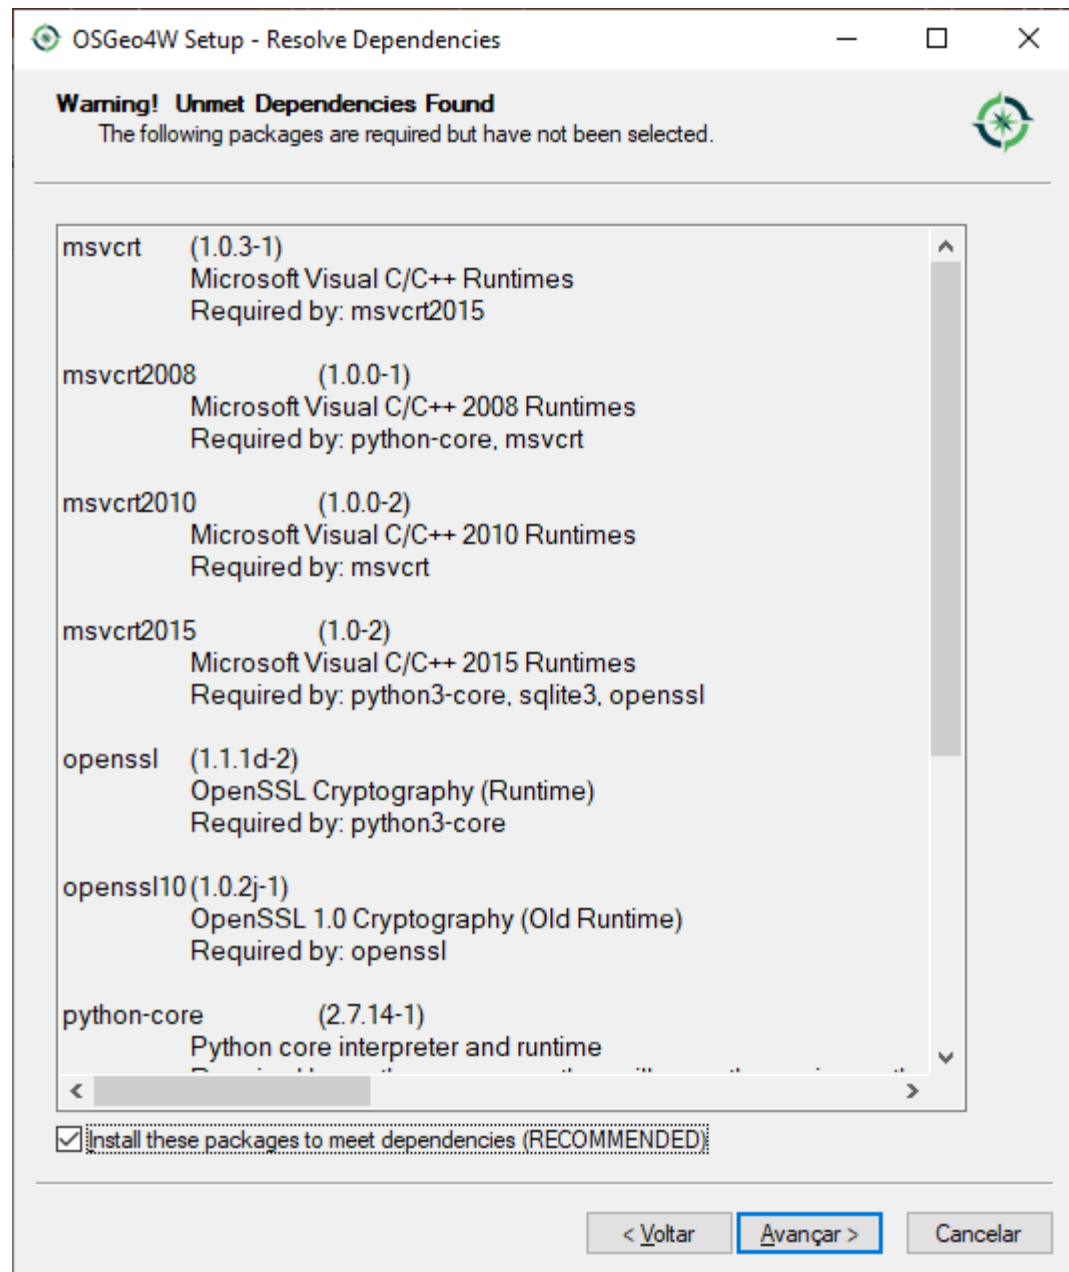 OSGeo4W Setup - Resolve Dependencies
Warning! Unmet Dependencies Found
The following packages are required but have not been selected.
msvcrt (1.0.3-1)
Microsoft Visual C/C++ Runtimes
Required by: msvcrt2015
msvcrt2008 (1.0.0-1)
Microsoft Visual C/C++ 2008 Runtimes
Required by: python-core, msvcrt
msvcrt2010 (1.0.0-2)
Microsoft Visual C/C++ 2010 Runtimes
Required by: msvcrt
msvcrt2015 (1.0-2)
Microsoft Visual C/C++ 2015 Runtimes
Required by: python3-core, sqlite3, openssl
openssl (1.1.1d-2)
OpenSSL Cryptography (Runtime)
Required by: python3-core
openssl10 (1.0.2j-1)
OpenSSL 1.0 Cryptography (Old Runtime)
Required by: openssl
python-core (2.7.14-1)
Python core interpreter and runtime
Install these packages to meet dependencies (RECOMMENDED)
< Voltar Avançar > Cancelar